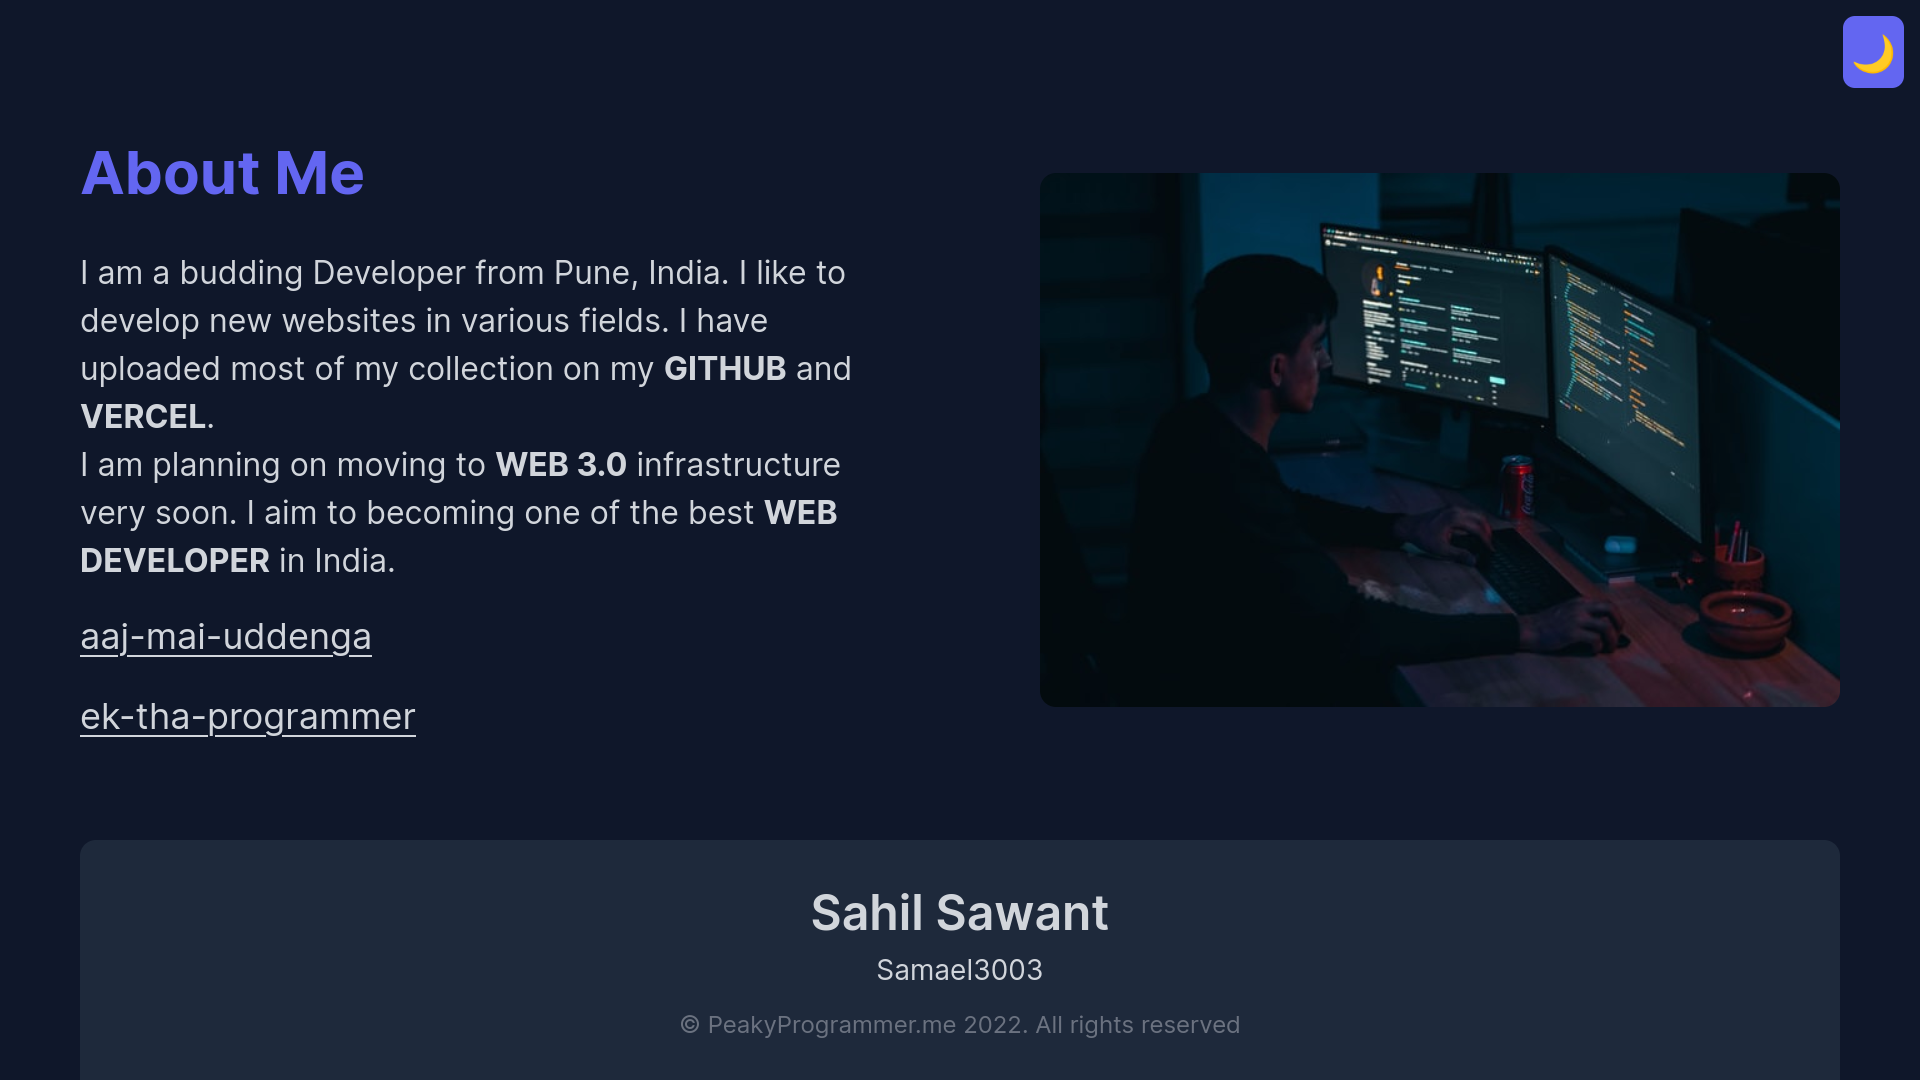 About Me
I am a budding Developer from Pune, India. I like to
develop new websites in various fields. I have
uploaded most of my collection on my GITHUB and
VERCEL.
I am planning on moving to WEB 3.0 infrastructure
very soon. I aim to becoming one of the best WEB
DEVELOPER in India.
aaj-mai-uddenga
ek-tha-programmer
Sahil Sawant
Samael3003
© PeakyProgrammer.me 2022. All rights reserved